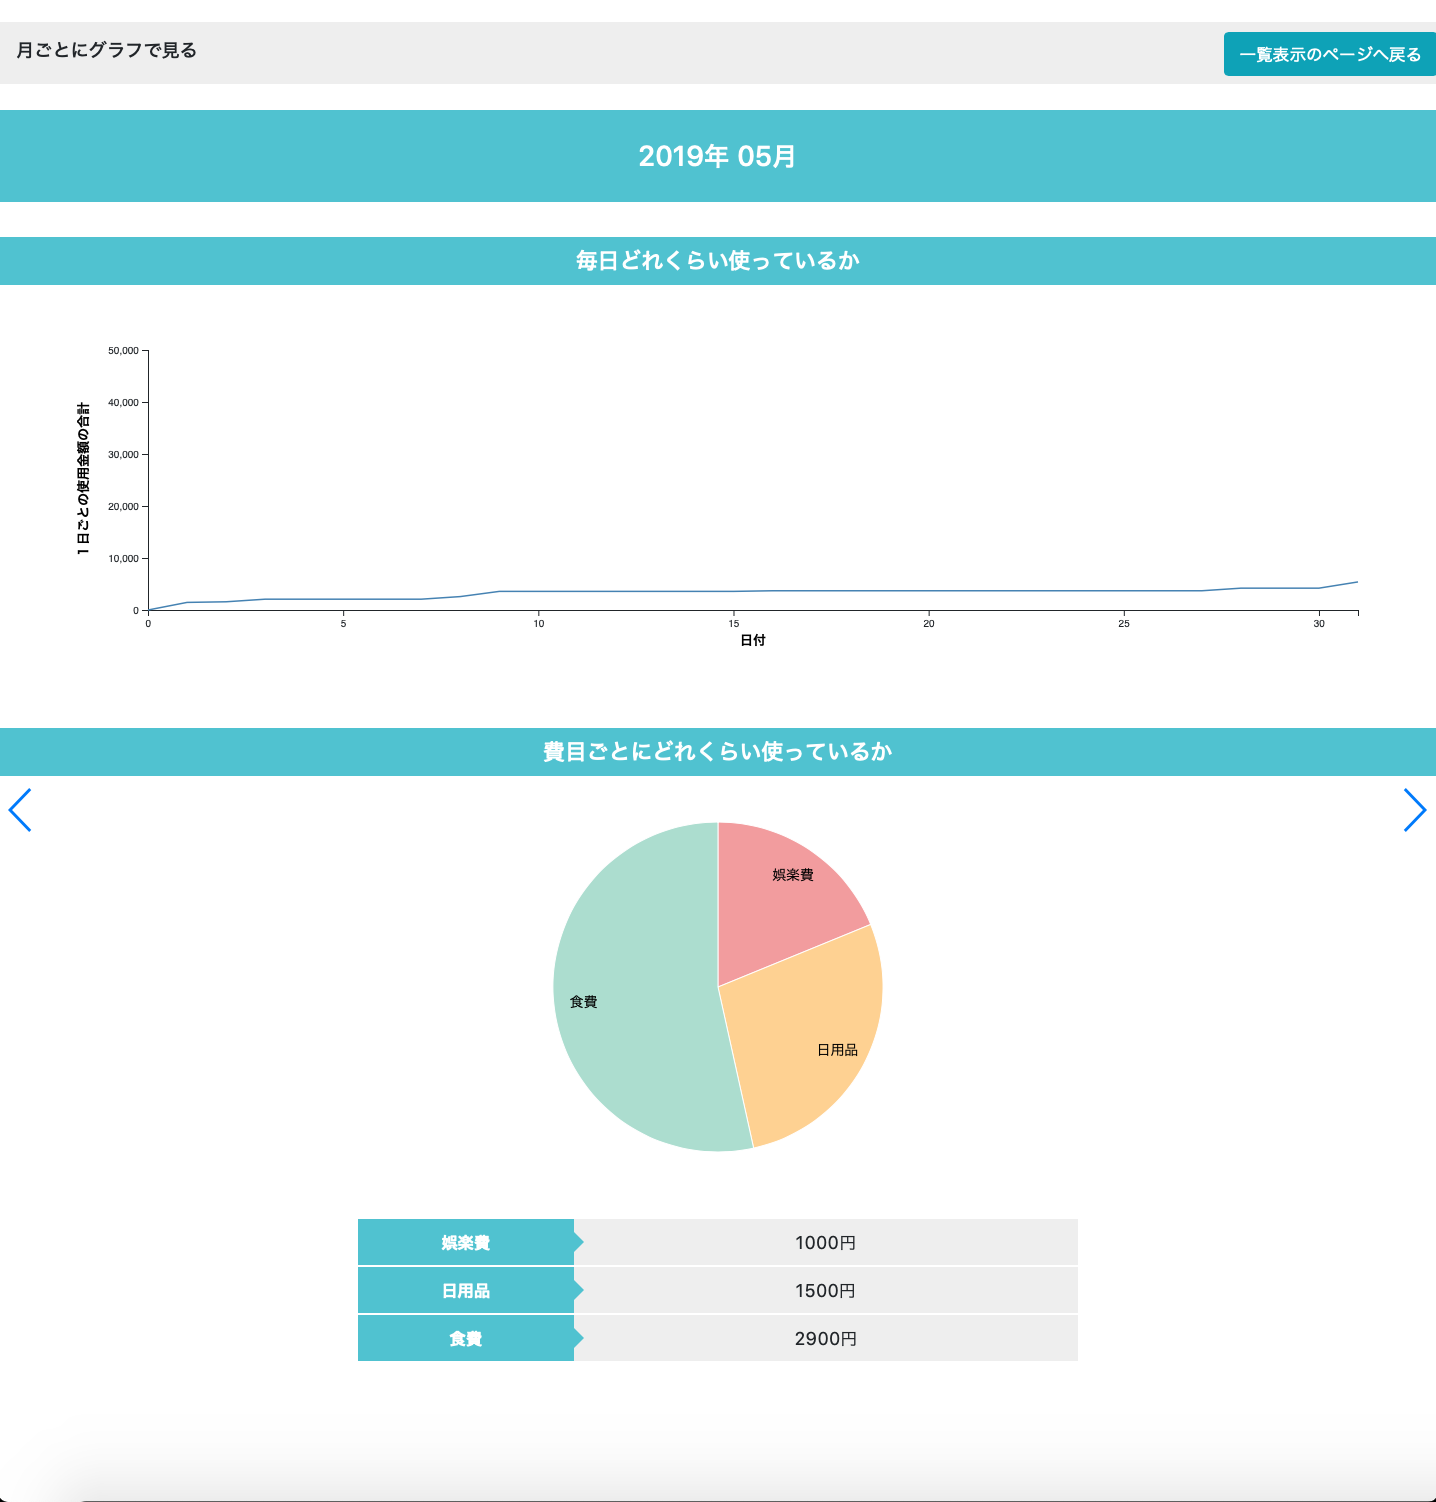 月ごとにグラフで見る
一覧表示のページへ戻る
2019年 05月
毎日どれくらい使っているか
50,000
40,000
30,000
20,000
10,000
0
1日ごとの使用金額の合計
0 5 10 15 20 25 30
日付
費目ごとにどれくらい使っているか
娯楽費
食費
日用品
娯楽費 1000円
日用品 1500円
食費 2900円